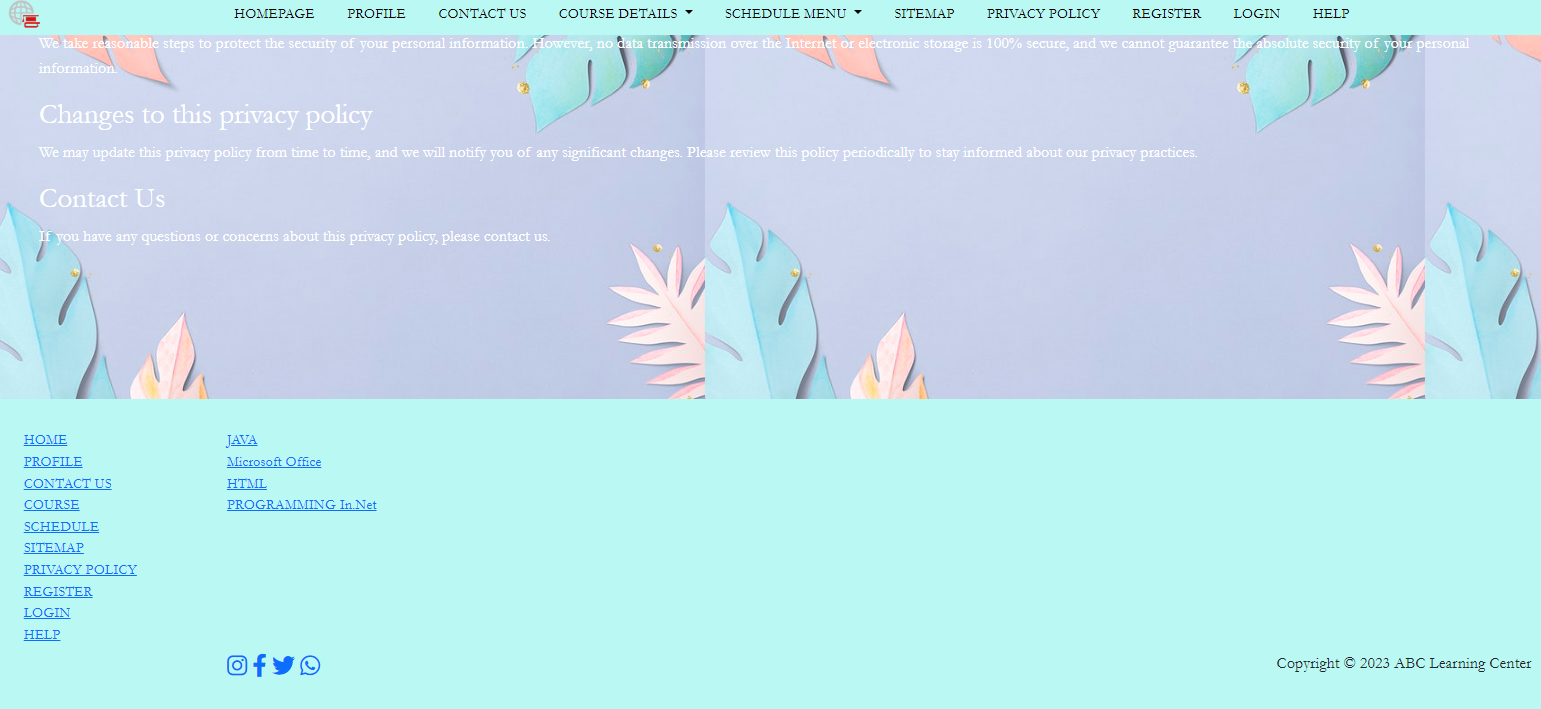 HOMEPAGE PROFILE CONTACT US COURSE DETAILS SCHEDULE MENU SITEMAP PRIVACY POLICY REGISTER LOGIN HELP
We take reasonable steps to protect the security of your personal information. However, no data transmission over the Internet or electronic storage is 100% secure, and we cannot guarantee the absolute security of your personal
information.
Changes to this privacy policy
We may update this privacy policy from time to time, and we will notify you of any significant changes. Please review this policy periodically to stay informed about our privacy practices.
Contact Us
If you have any questions or concerns about this privacy policy, please contact us.
HOME
PROFILE
CONTACT US
COURSE
SCHEDULE
SITEMAP
PRIVACY POLICY
REGISTER
LOGIN
HELP
JAVA
Microsoft Office
HTML
PROGRAMMING In.Net
Copyright © 2023 ABC Learning Center